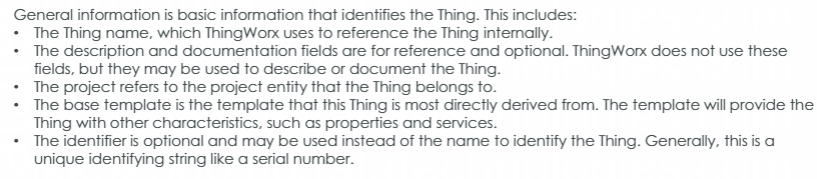 General information is basic information that identifies the Thing. This includes:
• The Thing name, which ThingWorx uses to reference the Thing internally.
• The description and documentation fields are for reference and optional. ThingWorx does not use these
fields, but they may be used to describe or document the Thing.
• The project refers to the project entity that the Thing belongs to.
• The base template is the template that this Thing is most directly derived from. The template will provide the
Thing with other characteristics, such as properties and services.
• The identifier is optional and may be used instead of the name to identify the Thing. Generally, this is a
unique identifying string like a serial number.